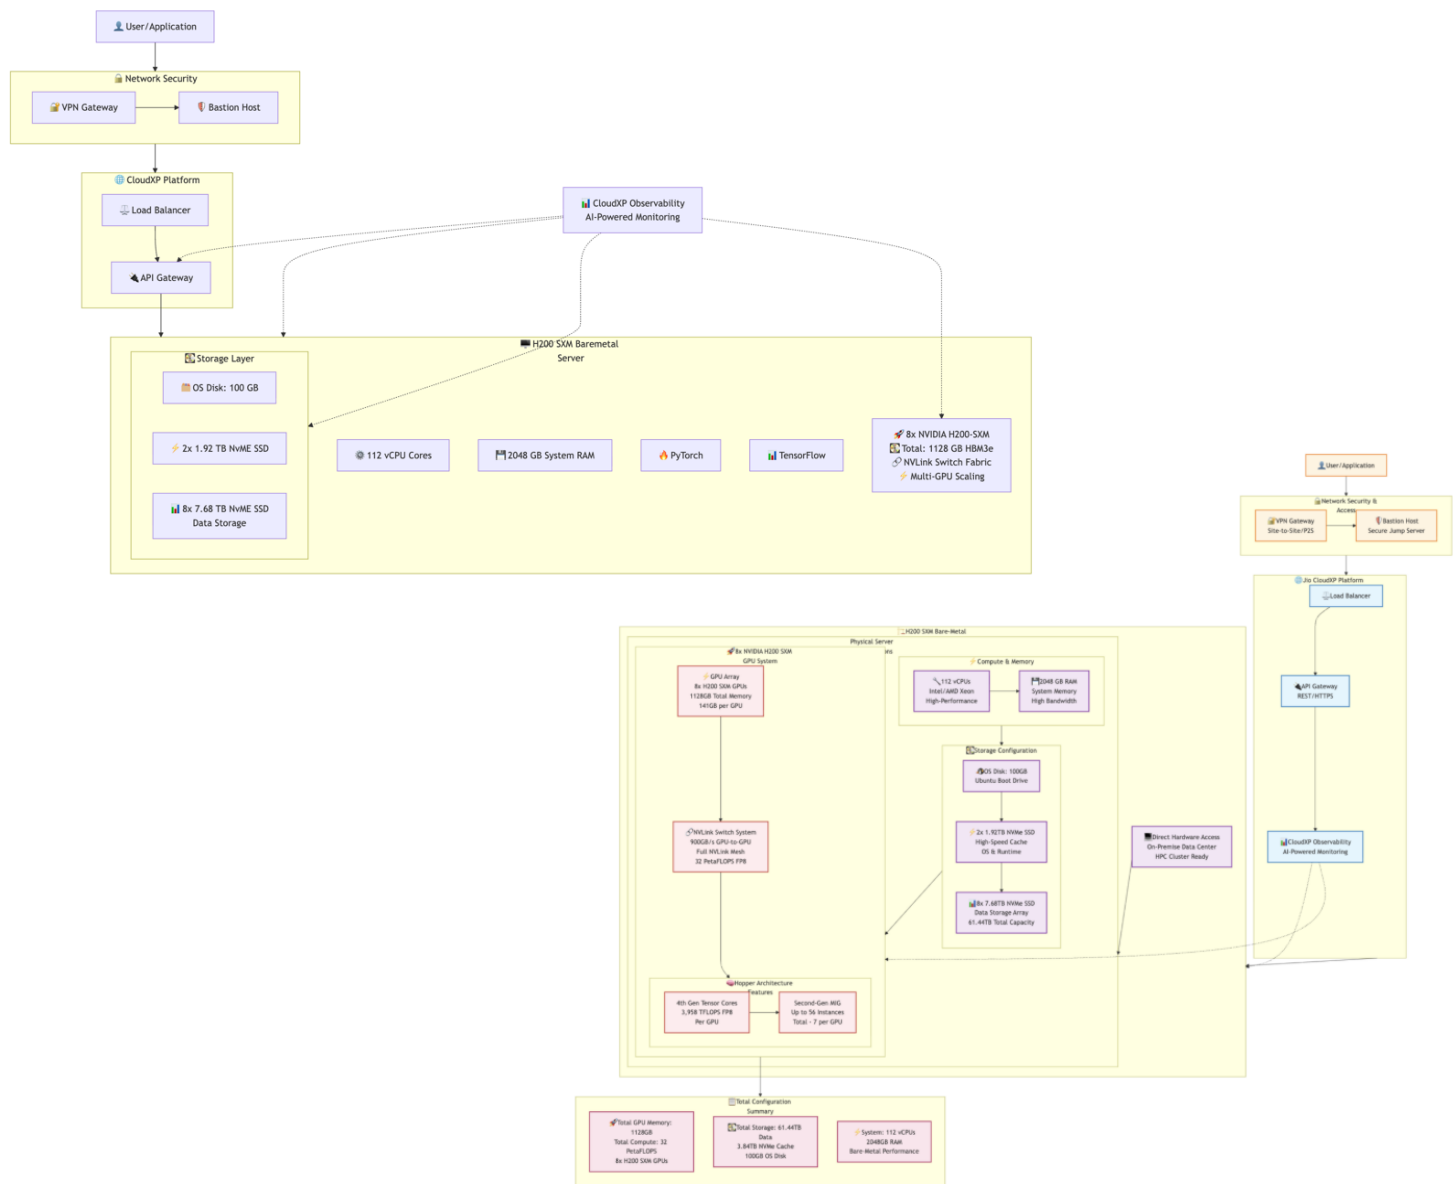 User/Application
Network Security
VPN Gateway
Bastion Host
CloudXP Platform
Load Balancer
API Gateway
CloudXP Observability
AI-Powered Monitoring
H200 SXM Baremetal
Server
Storage Layer
OS Disk: 100 GB
2x 1.92 TB NvME SSD
8x 7.68 TB NvME SSD
Data Storage
112 vCPU Cores
2048 GB System RAM
PyTorch
TensorFlow
8x NVIDIA H200-SXM
Total: 1128 GB HBM3e
NVLink Switch Fabric
Multi-GPU Scaling
User/Application
Network Security &
Access
VPN Gateway
Site-to-Site/P2S
Bastion Host
Secure Jump Server
Jio CloudXP Platform
Load Balancer
API Gateway
REST/HTTPS
CloudXP Observability
AI-Powered Monitoring
H200 SXM Bare-Metal
Physical Server
ons
8x NVIDIA H200 SXM
GPU System
GPU Array
8x H200 SXM GPUs
1128GB Total Memory
141GB per GPU
NVLink Switch System
900GB/s GPU-to-GPU
Full NVLink Mesh
32 PetaFLOPS FP8
Hopper Architecture
Features
4th Gen Tensor Cores
3,958 TFLOPS FP8
Per GPU
Second-Gen MIG
Up to 56 Instances
Total - 7 per GPU
Compute & Memory
112 vCPUs
Intel/AMD Xeon
High-Performance
2048 GB RAM
System Memory
High Bandwidth
Storage Configuration
OS Disk: 100GB
Ubuntu Boot Drive
2x 1.92TB NVMe SSD
High-Speed Cache
OS & Runtime
8x 7.68TB NVMe SSD
Data Storage Array
61.44TB Total Capacity
Direct Hardware Access
On-Premise Data Center
HPC Cluster Ready
Total Configuration
Summary
Total GPU Memory:
1128GB
Total Compute: 32
PetaFLOPS
8x H200 SXM GPUs
Total Storage: 61.44TB
Data
3.84TB NVMe Cache
100GB OS Disk
System: 112 vCPUs
2048GB RAM
Bare-Metal Performance